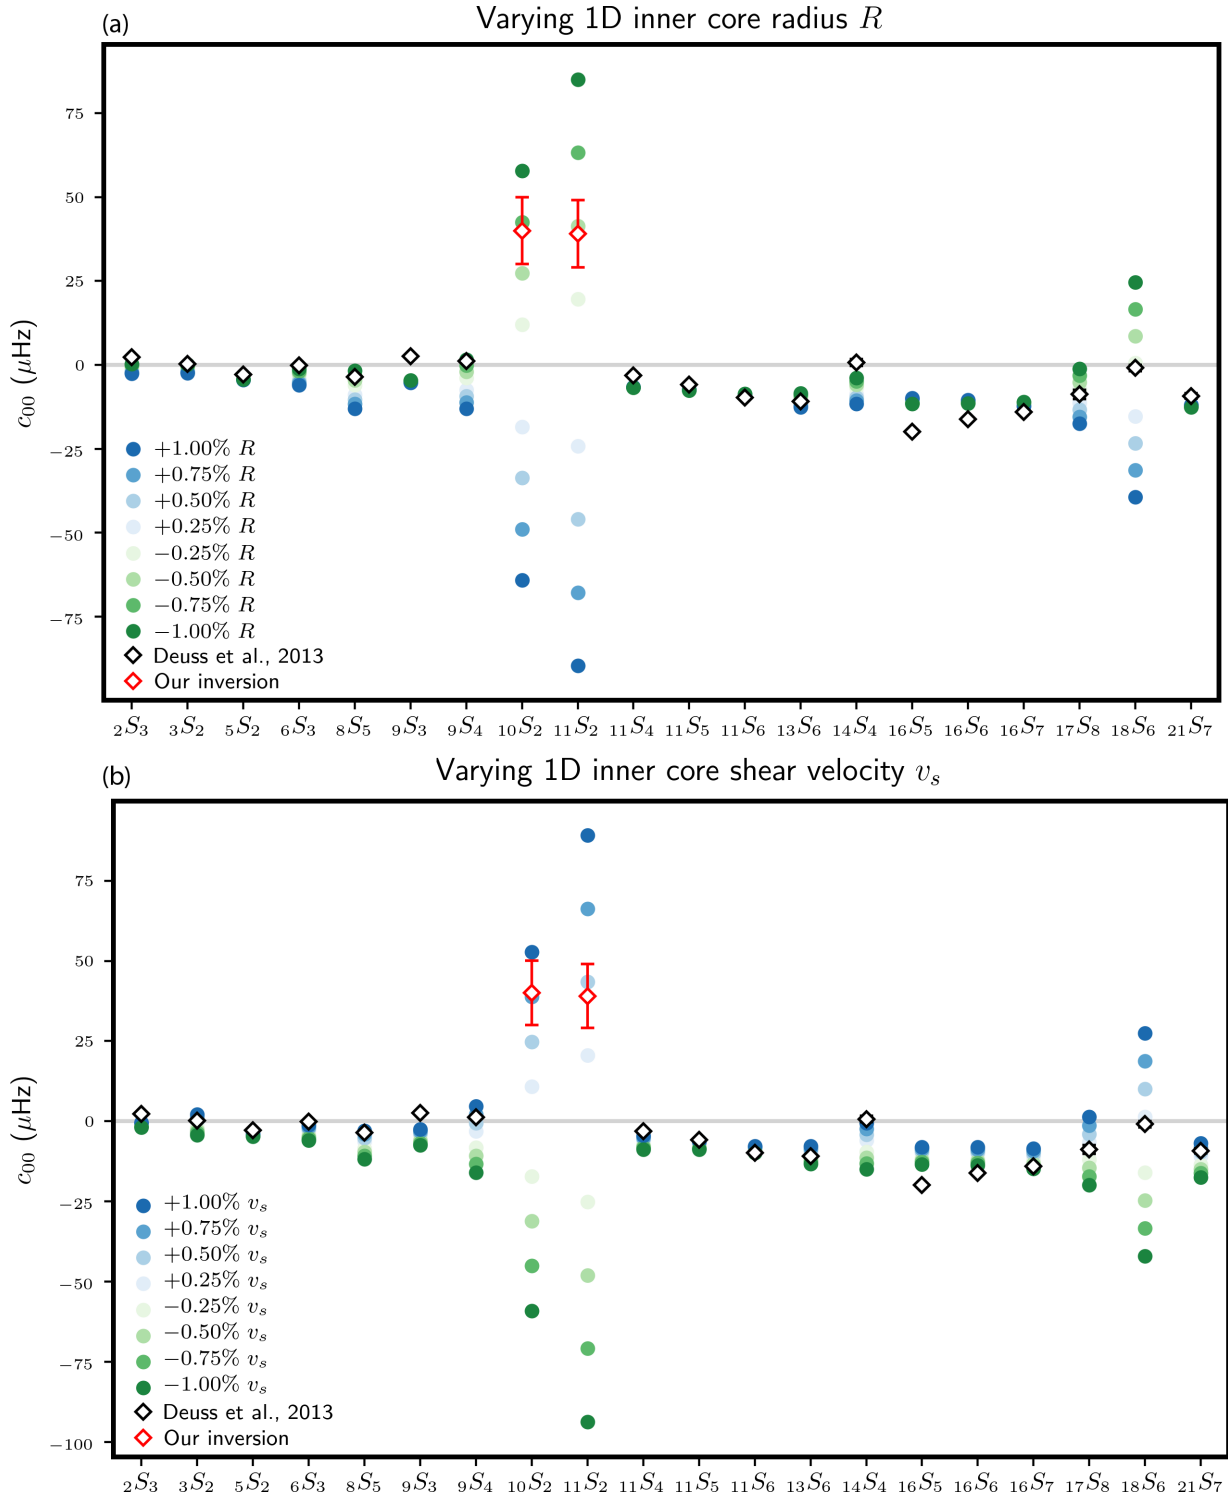 (a) Varying 1D inner core radius R
75
50
25
0
−25
−50
−75
c₀₀ (μHz)
+1.00% R
+0.75% R
+0.50% R
+0.25% R
−0.25% R
−0.50% R
−0.75% R
−1.00% R
Deuss et al., 2013
Our inversion
₂S₃ ₃S₂ ₅S₂ ₆S₃ ₈S₅ ₉S₃ ₉S₄ ₁₀S₂ ₁₁S₂ ₁₁S₄ ₁₁S₅ ₁₁S₆ ₁₃S₆ ₁₄S₄ ₁₆S₅ ₁₆S₆ ₁₆S₇ ₁₇S₈ ₁₈S₆ ₂₁S₇
(b) Varying 1D inner core shear velocity vₛ
75
50
25
0
−25
−50
−75
−100
c₀₀ (μHz)
+1.00% vₛ
+0.75% vₛ
+0.50% vₛ
+0.25% vₛ
−0.25% vₛ
−0.50% vₛ
−0.75% vₛ
−1.00% vₛ
Deuss et al., 2013
Our inversion
₂S₃ ₃S₂ ₅S₂ ₆S₃ ₈S₅ ₉S₃ ₉S₄ ₁₀S₂ ₁₁S₂ ₁₁S₄ ₁₁S₅ ₁₁S₆ ₁₃S₆ ₁₄S₄ ₁₆S₅ ₁₆S₆ ₁₆S₇ ₁₇S₈ ₁₈S₆ ₂₁S₇